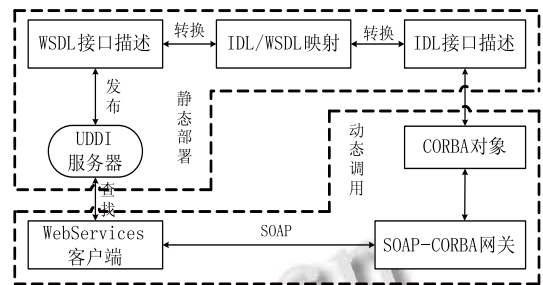 WSDL接口描述
转换
IDL/WSDL映射
转换
IDL接口描述
发布
静态部署
动态调用
UDDI
服务器
CORBA对象
查找
WebServices
客户端
SOAP
SOAP-CORBA网关